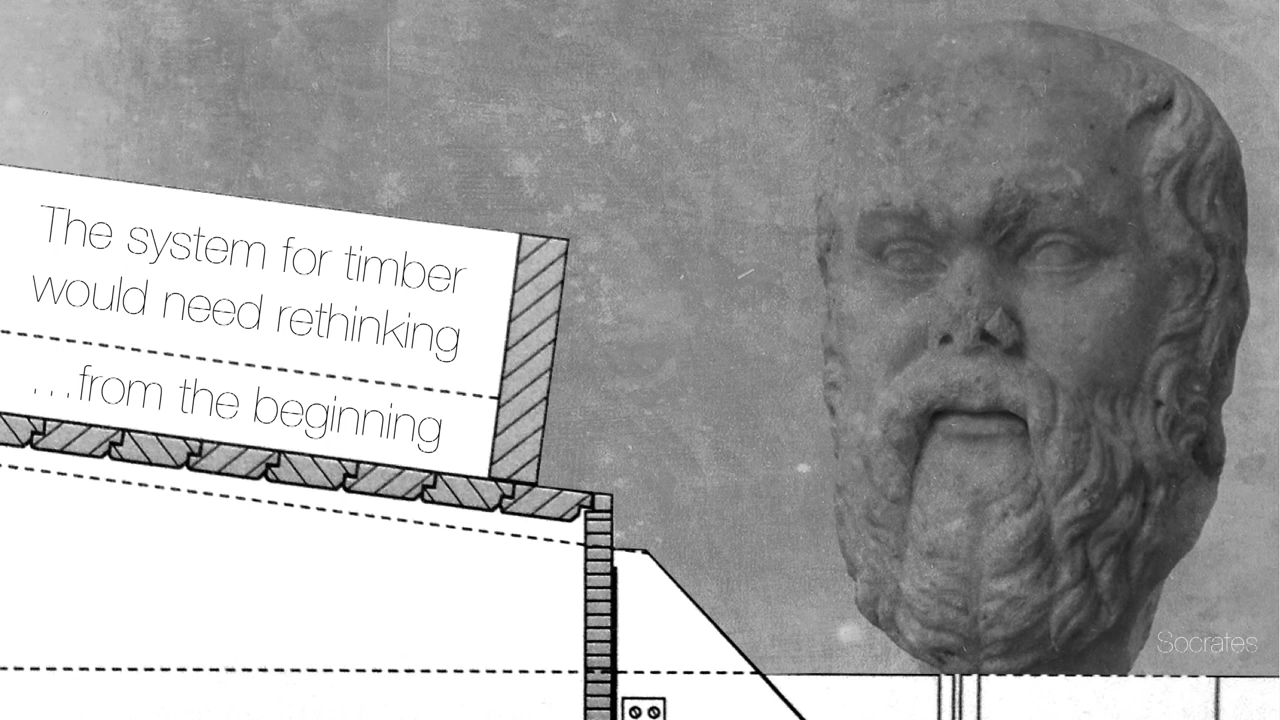 The system for timber
would need rethinking
...from the beginning
Socrates